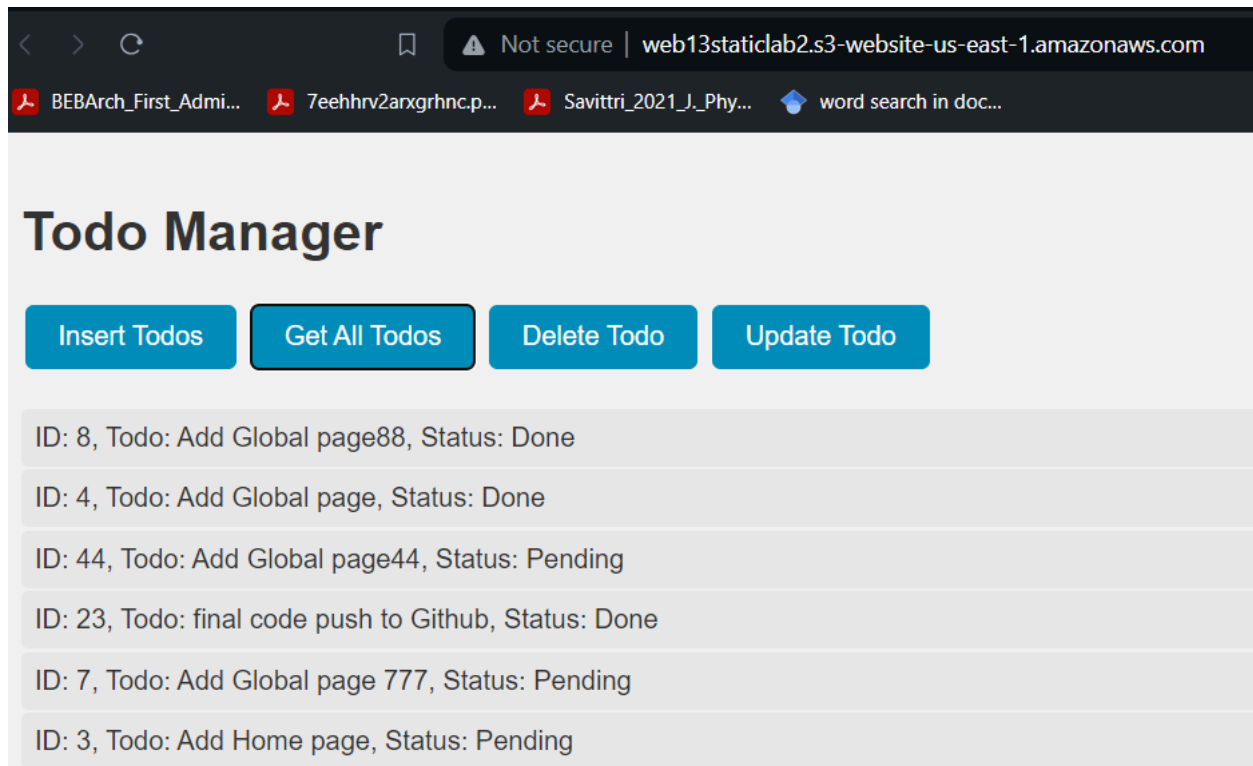 Not secure | web13staticlab2.s3-website-us-east-1.amazonaws.com
BEBArch_First_Admi... 7eehhrv2arxgrhnc.p... Savittri_2021_J._Phy... word search in doc...
Todo Manager
Insert Todos Get All Todos Delete Todo Update Todo
ID: 8, Todo: Add Global page88, Status: Done
ID: 4, Todo: Add Global page, Status: Done
ID: 44, Todo: Add Global page44, Status: Pending
ID: 23, Todo: final code push to Github, Status: Done
ID: 7, Todo: Add Global page 777, Status: Pending
ID: 3, Todo: Add Home page, Status: Pending